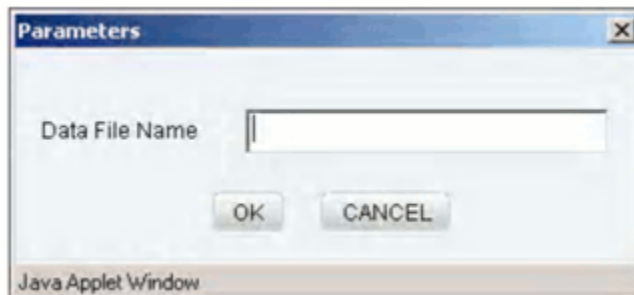 Parameters
Data File Name
OK CANCEL
Java Applet Window